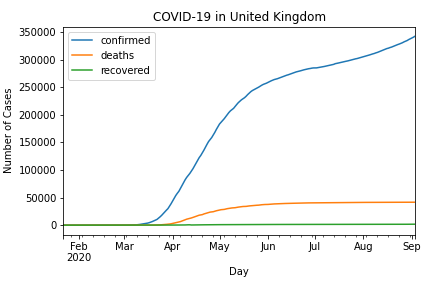 COVID-19 in United Kingdom
confirmed
deaths
recovered
Number of Cases
350000
300000
250000
200000
150000
100000
50000
0
Feb Mar Apr May Jun Jul Aug Sep
2020
Day